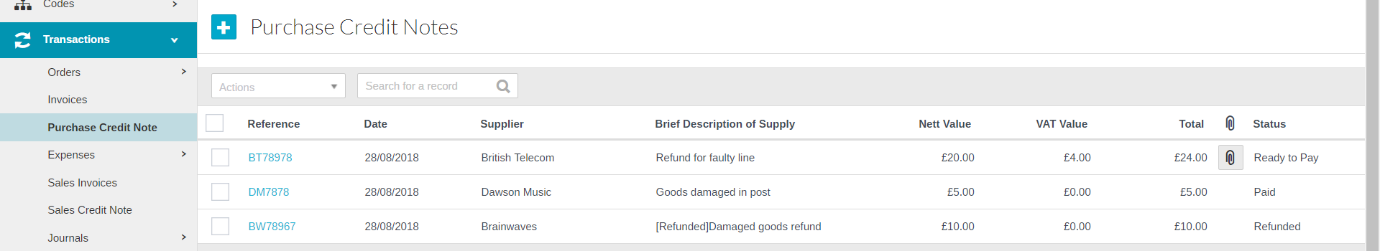 Codes
Transactions
Orders
Invoices
Purchase Credit Note
Expenses
Sales Invoices
Sales Credit Note
Journals
Purchase Credit Notes
Actions Search for a record
Reference Date Supplier Brief Description of Supply Nett Value VAT Value Total Status
BT78978 28/08/2018 British Telecom Refund for faulty line £20.00 £4.00 £24.00 Ready to Pay
DM7878 28/08/2018 Dawson Music Goods damaged in post £5.00 £0.00 £5.00 Paid
BW78967 28/08/2018 Brainwaves [Refunded]Damaged goods refund £10.00 £0.00 £10.00 Refunded